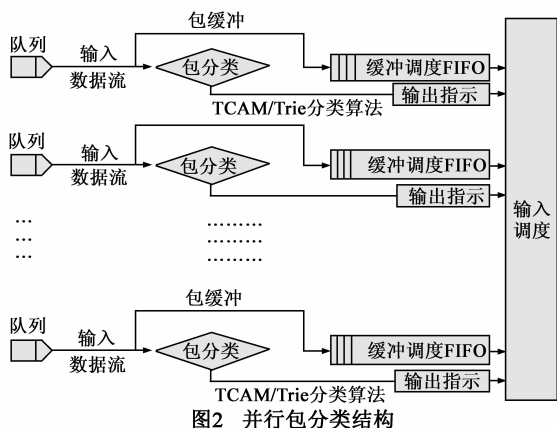 包缓冲
队列
输入
数据流
包分类
缓冲调度FIFO
输出指示
TCAM/Trie分类算法
队列
输入
数据流
包分类
缓冲调度FIFO
输出指示
输入
调度
...
...
...
.........
.........
.........
包缓冲
队列
输入
数据流
包分类
缓冲调度FIFO
输出指示
TCAM/Trie分类算法
图2 并行包分类结构